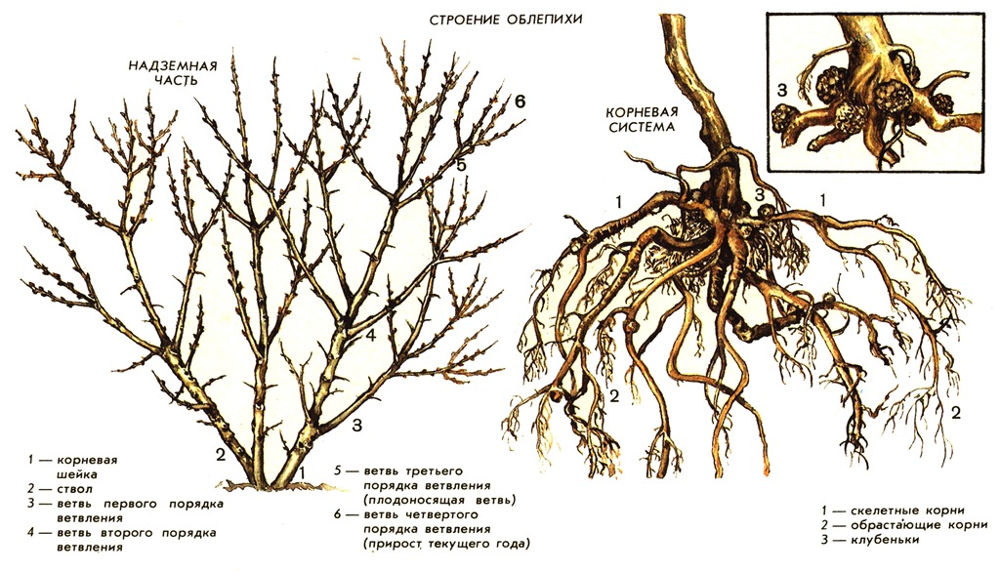 СТРОЕНИЕ ОБЛЕПИХИ
НАДЗЕМНАЯ
ЧАСТЬ
6
5
4
3
2
1
1 — корневая
шейка
2 — ствол
3 — ветвь первого порядка
ветвления
4 — ветвь второго порядка
ветвления
5 — ветвь третьего
порядка ветвления
(плодоносящая ветвь)
6 — ветвь четвертого
порядка ветвления
(прирост текущего года)
КОРНЕВАЯ
СИСТЕМА
3
1
3
1
2
2
1 — скелетные корни
2 — обрастающие корни
3 — клубеньки